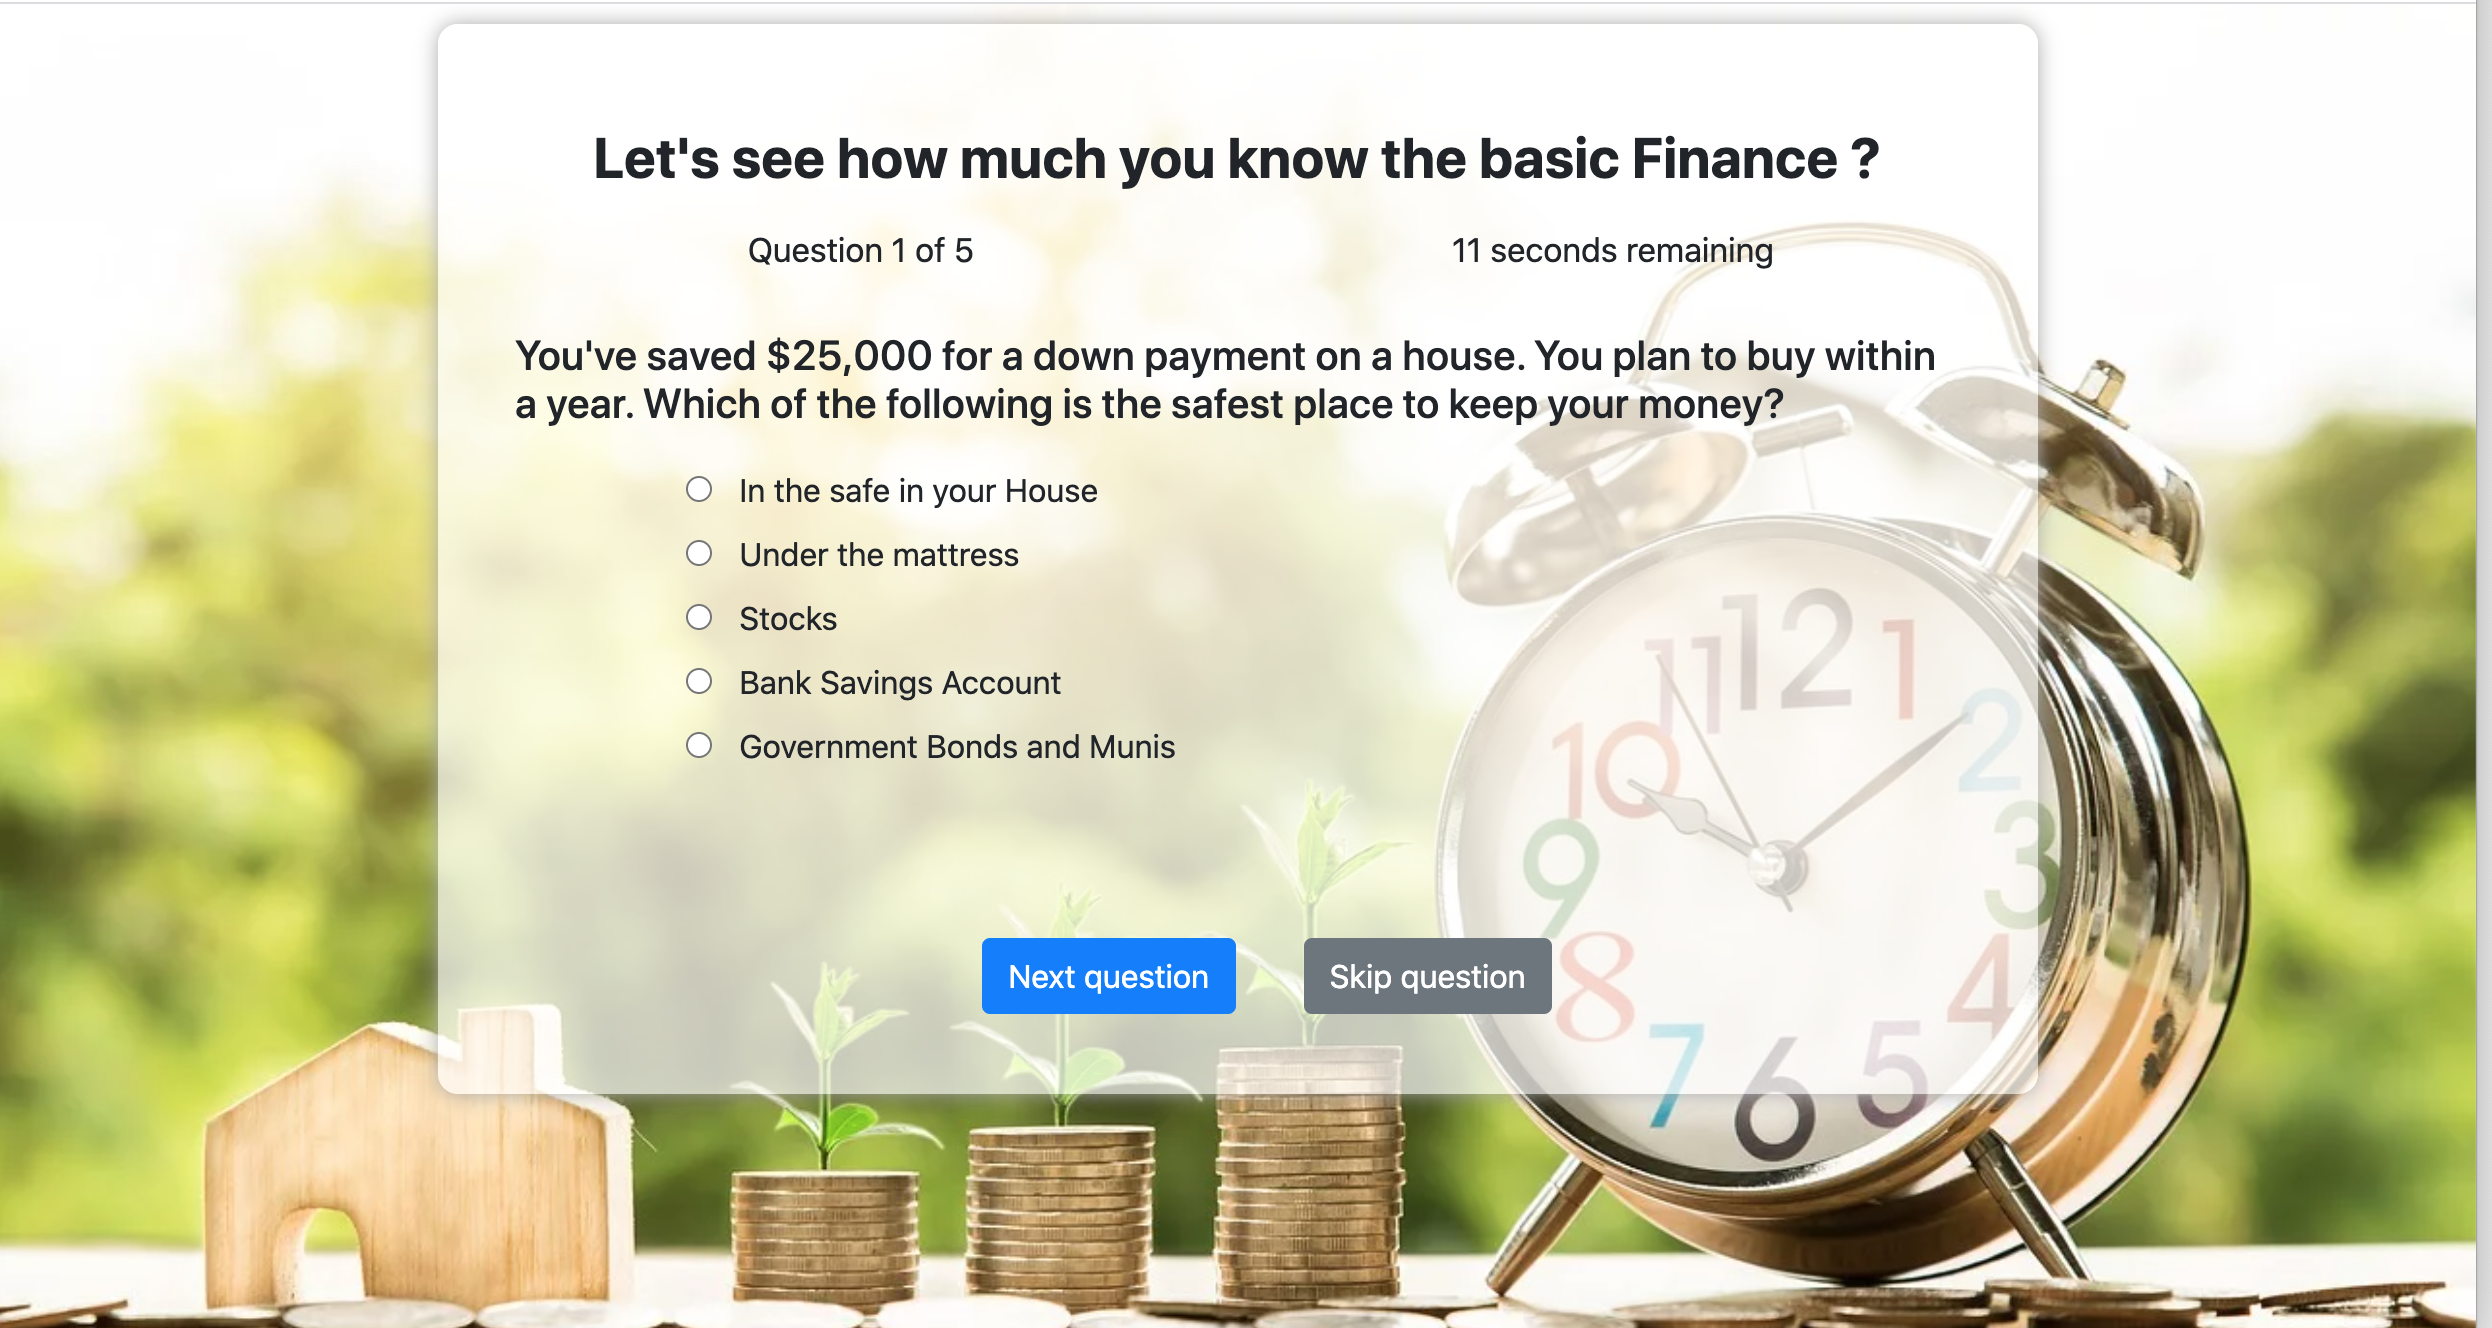 Let's see how much you know the basic Finance ?
Question 1 of 5
11 seconds remaining
You've saved $25,000 for a down payment on a house. You plan to buy within
a year. Which of the following is the safest place to keep your money?
In the safe in your House
Under the mattress
Stocks
Bank Savings Account
Government Bonds and Munis
Next question
Skip question
12
1
2
3
4
5
6
7
8
9
10
11